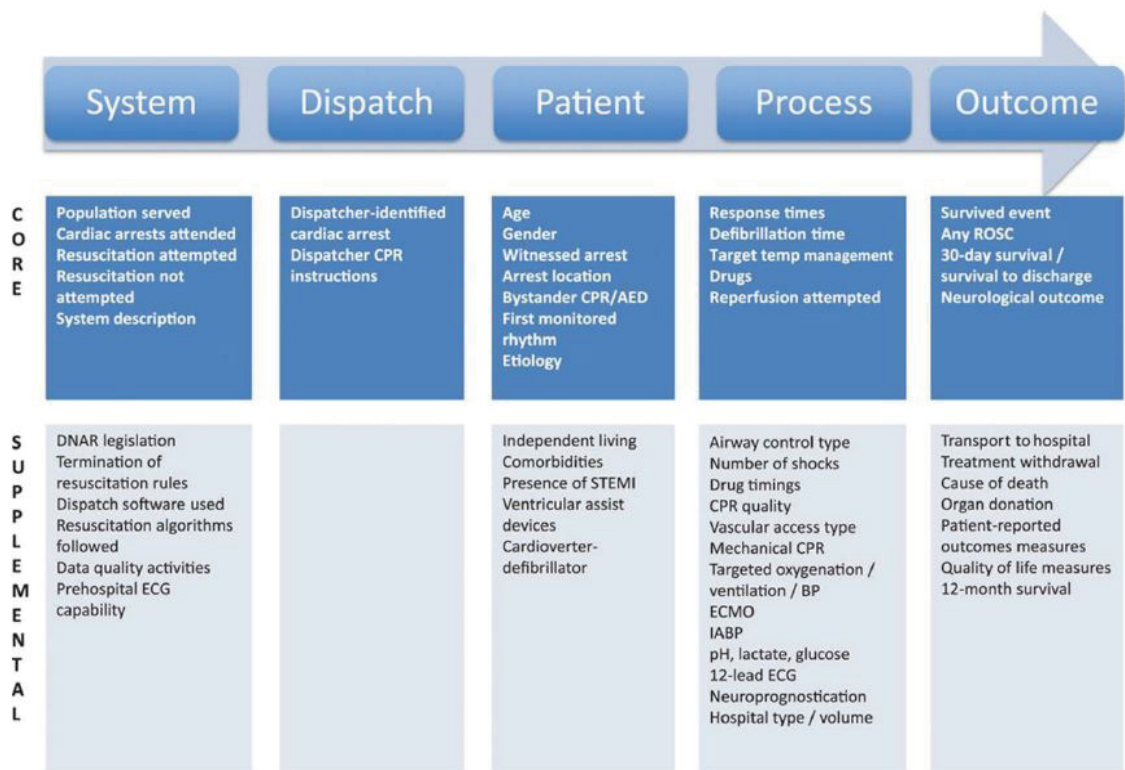 System
Dispatch
Patient
Process
Outcome
CORE
Population served
Cardiac arrests attended
Resuscitation attempted
Resuscitation not
attempted
System description
Dispatcher-identified
cardiac arrest
Dispatcher CPR
instructions
Age
Gender
Witnessed arrest
Arrest location
Bystander CPR/AED
First monitored
rhythm
Etiology
Response times
Defibrillation time
Target temp management
Drugs
Reperfusion attempted
Survived event
Any ROSC
30-day survival /
survival to discharge
Neurological outcome
SUPPLEMENTAL
DNAR legislation
Termination of
resuscitation rules
Dispatch software used
Resuscitation algorithms
followed
Data quality activities
Prehospital ECG
capability
Independent living
Comorbidities
Presence of STEMI
Ventricular assist
devices
Cardioverter-
defibrillator
Airway control type
Number of shocks
Drug timings
CPR quality
Vascular access type
Mechanical CPR
Targeted oxygenation /
ventilation / BP
ECMO
IABP
pH, lactate, glucose
12-lead ECG
Neuroprognostication
Hospital type / volume
Transport to hospital
Treatment withdrawal
Cause of death
Organ donation
Patient-reported
outcomes measures
Quality of life measures
12-month survival